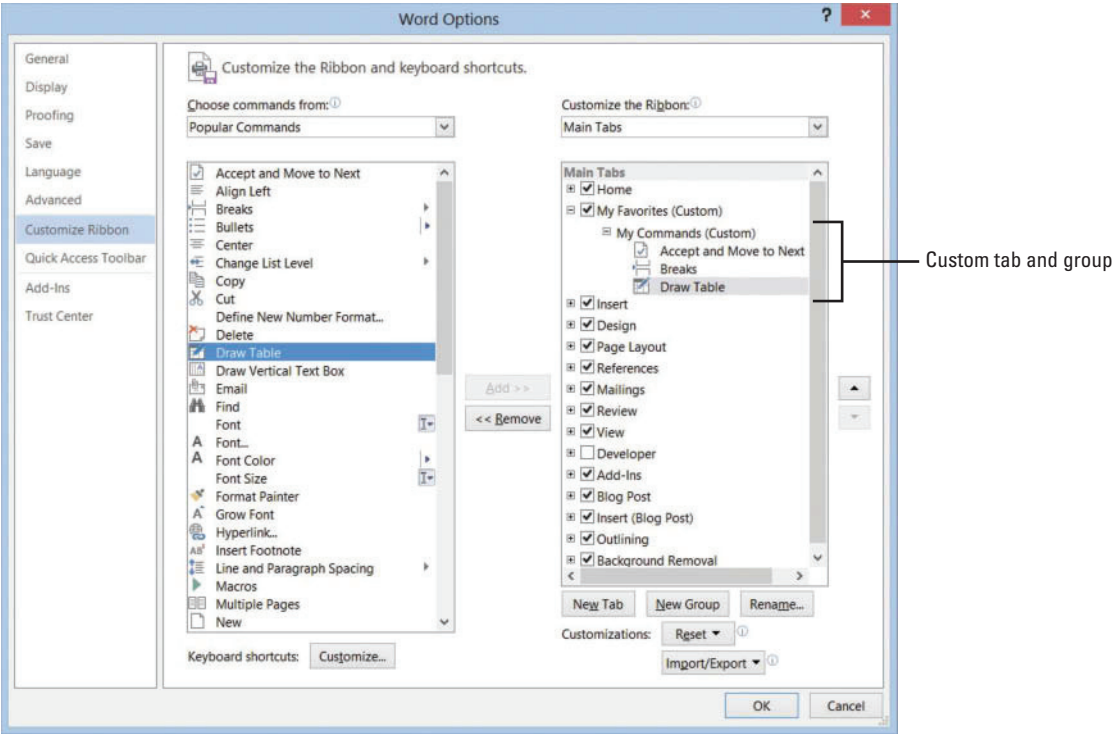 Word Options
?
General
Display
Proofing
Save
Language
Advanced
Customize Ribbon
Quick Access Toolbar
Add-Ins
Trust Center
Customize the Ribbon and keyboard shortcuts.
Choose commands from:
Popular Commands
Accept and Move to Next
Align Left
Breaks
Bullets
Center
Change List Level
Copy
Cut
Define New Number Format...
Delete
Draw Table
Draw Vertical Text Box
Email
Find
Font
Font...
Font Color
Font Size
Format Painter
Grow Font
Hyperlink...
Insert Footnote
Line and Paragraph Spacing
Macros
Multiple Pages
New
Keyboard shortcuts: Customize...
Add >>
<< Remove
Customize the Ribbon:
Main Tabs
Main Tabs
Home
My Favorites (Custom)
My Commands (Custom)
Accept and Move to Next
Breaks
Draw Table
Insert
Design
Page Layout
References
Mailings
Review
View
Developer
Add-Ins
Blog Post
Insert (Blog Post)
Outlining
Background Removal
New Tab New Group Rename...
Customizations: Reset
Import/Export
OK Cancel
Custom tab and group